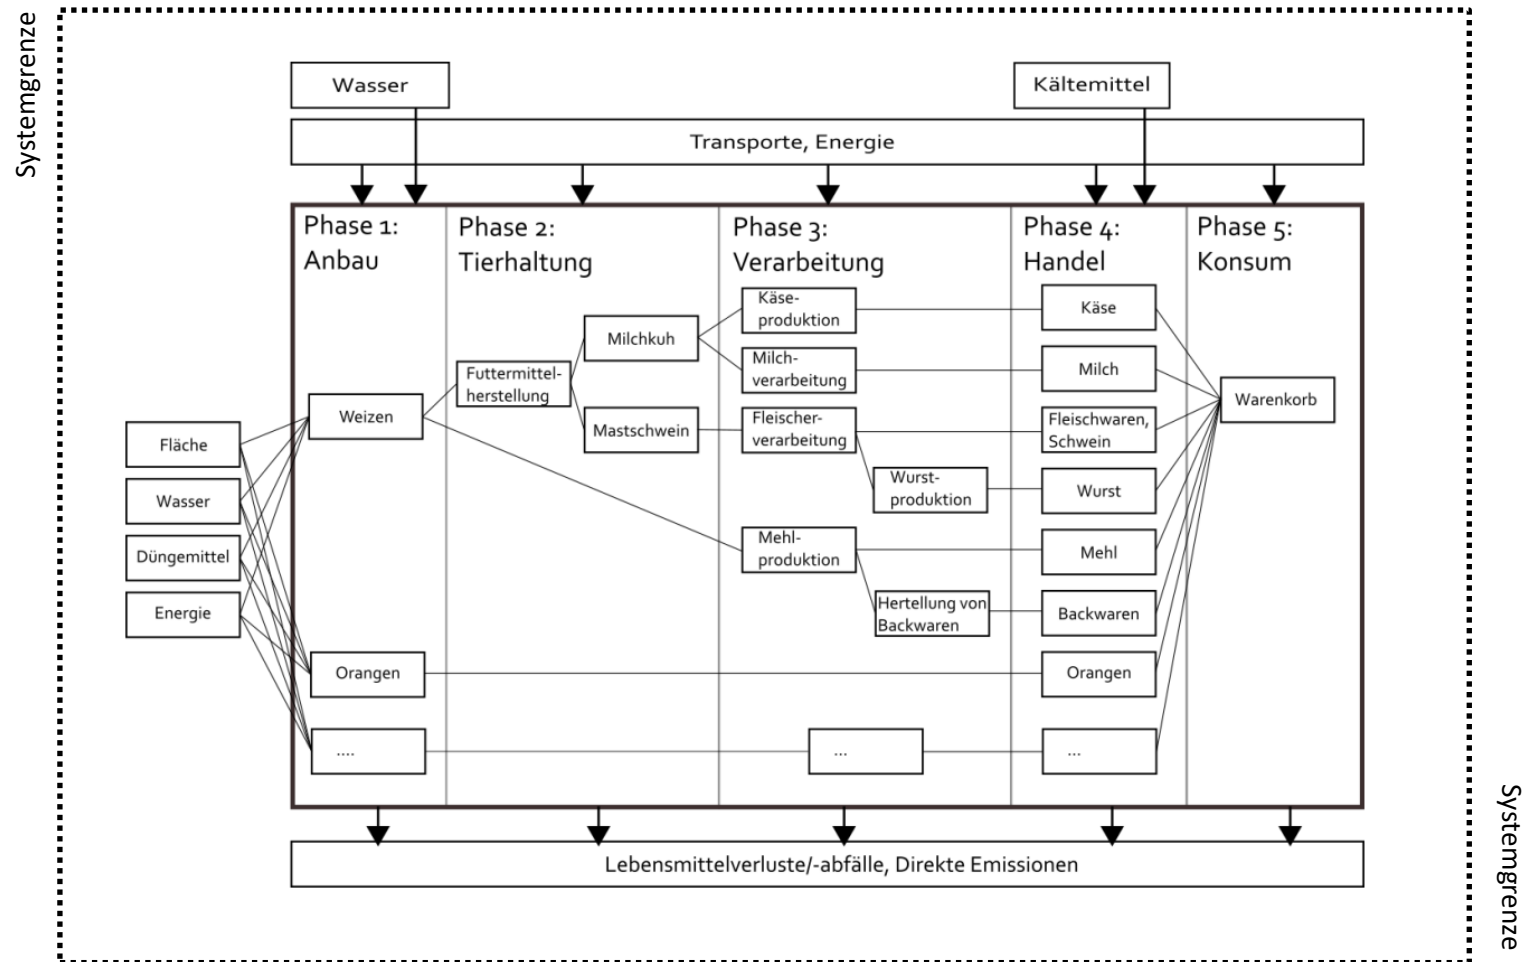 Systemgrenze
Wasser
Kältemittel
Transporte, Energie
Phase 1:
Anbau
Phase 2:
Tierhaltung
Phase 3:
Verarbeitung
Phase 4:
Handel
Phase 5:
Konsum
Fläche
Wasser
Düngemittel
Energie
Weizen
Orangen
....
Futtermittel-
herstellung
Milchkuh
Mastschwein
Käse-
produktion
Milch-
verarbeitung
Fleischer-
verarbeitung
Wurst-
produktion
Mehl-
produktion
Hertellung von
Backwaren
...
Käse
Milch
Fleischwaren,
Schwein
Wurst
Mehl
Backwaren
Orangen
...
Warenkorb
Lebensmittelverluste/-abfälle, Direkte Emissionen
Systemgrenze